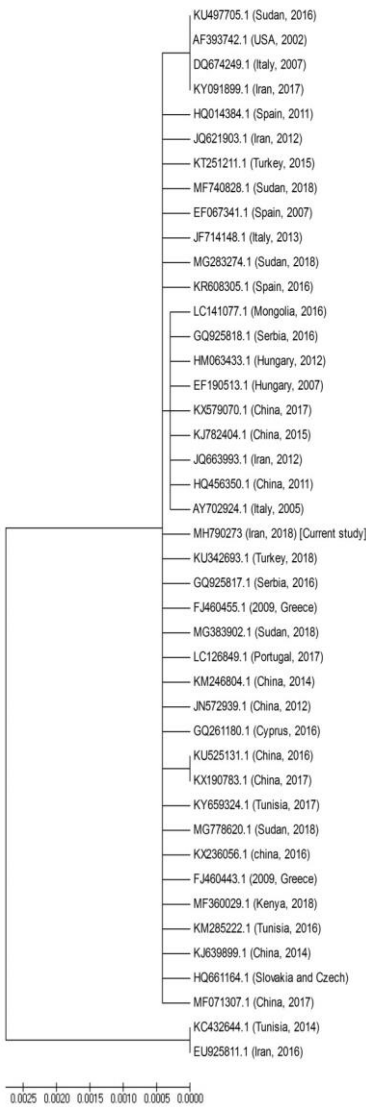 KU497705.1 (Sudan, 2016)
AF393742.1 (USA, 2002)
DQ674249.1 (Italy, 2007)
KY091899.1 (Iran, 2017)
HQ014384.1 (Spain, 2011)
JQ621903.1 (Iran, 2012)
KT251211.1 (Turkey, 2015)
MF740828.1 (Sudan, 2018)
EF067341.1 (Spain, 2007)
JF714148.1 (Italy, 2013)
MG283274.1 (Sudan, 2018)
KR608305.1 (Spain, 2016)
LC141077.1 (Mongolia, 2016)
GQ925818.1 (Serbia, 2016)
HM063433.1 (Hungary, 2012)
EF190513.1 (Hungary, 2007)
KX579070.1 (China, 2017)
KJ782404.1 (China, 2015)
JQ663993.1 (Iran, 2012)
HQ456350.1 (China, 2011)
AY702924.1 (Italy, 2005)
MH790273 (Iran, 2018) [Current study]
KU342693.1 (Turkey, 2018)
GQ925817.1 (Serbia, 2016)
FJ460455.1 (2009, Greece)
MG383902.1 (Sudan, 2018)
LC126849.1 (Portugal, 2017)
KM246804.1 (China, 2014)
JN572939.1 (China, 2012)
GQ261180.1 (Cyprus, 2016)
KU525131.1 (China, 2016)
KX190783.1 (China, 2017)
KY659324.1 (Tunisia, 2017)
MG778620.1 (Sudan, 2018)
KX236056.1 (china, 2016)
FJ460443.1 (2009, Greece)
MF360029.1 (Kenya, 2018)
KM285222.1 (Tunisia, 2016)
KJ639899.1 (China, 2014)
HQ661164.1 (Slovakia and Czech)
MF071307.1 (China, 2017)
KC432644.1 (Tunisia, 2014)
EU925811.1 (Iran, 2016)
0.0025 0.0020 0.0015 0.0010 0.0005 0.0000